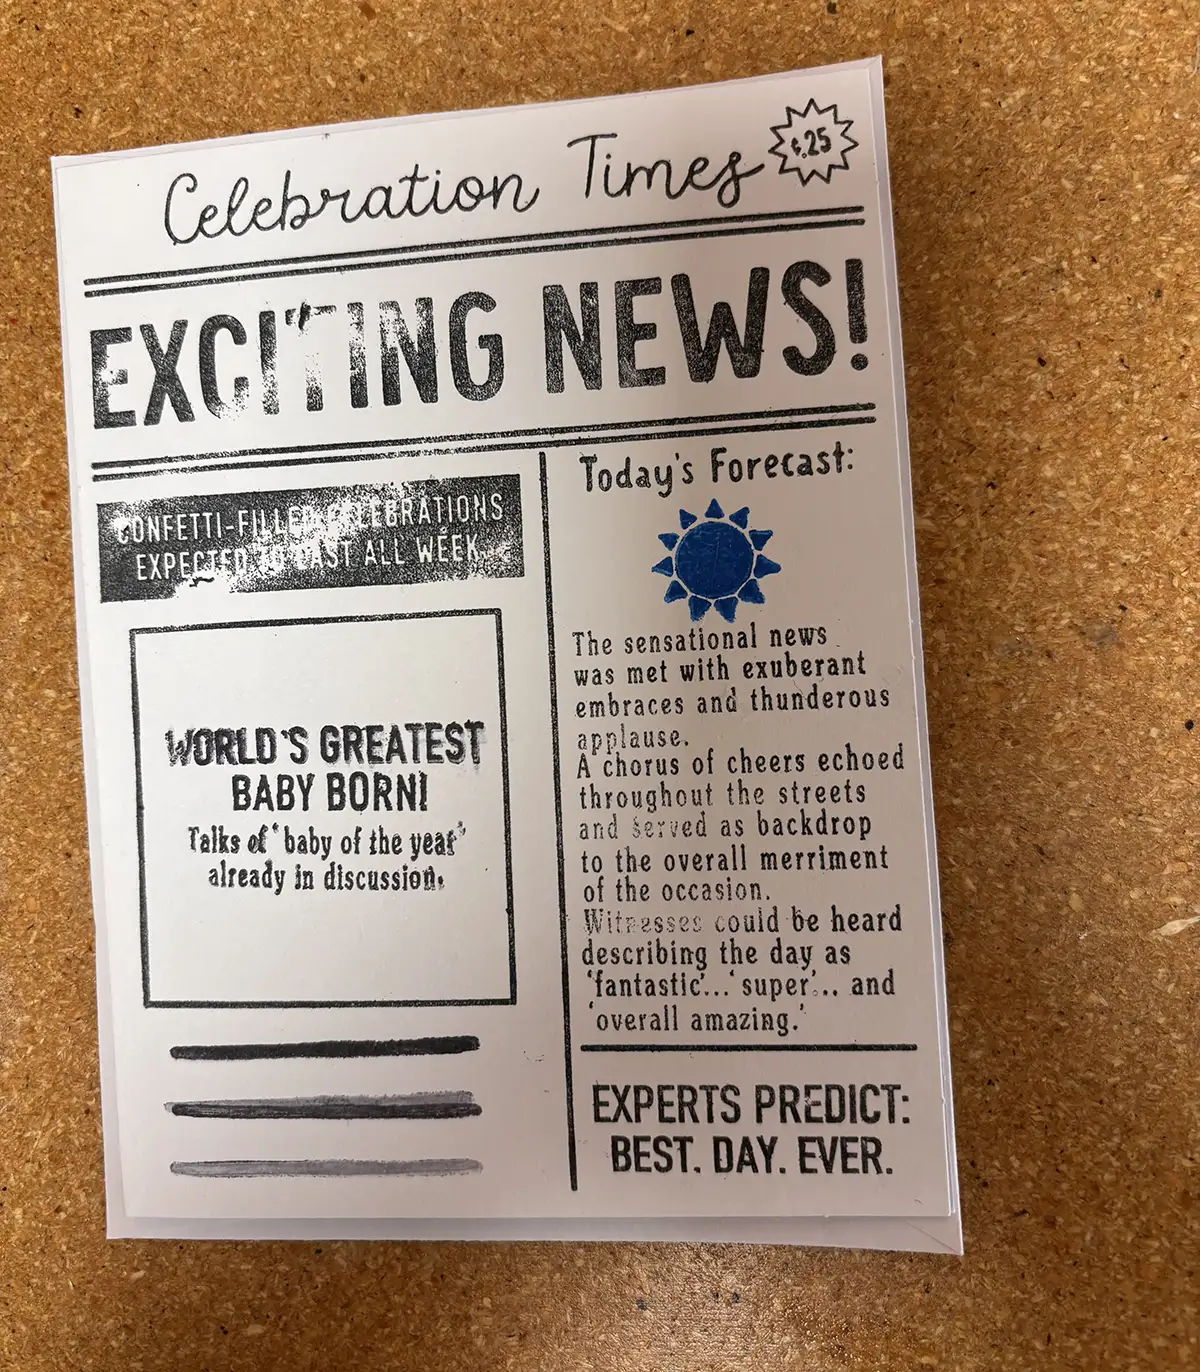 Celebration Times
¢.25
EXCITING NEWS!
CONFETTI-FILLED CELEBRATIONS
EXPECTED TO LAST ALL WEEK
WORLD'S GREATEST
BABY BORN!
Talks of 'baby of the year'
already in discussion.
Today's Forecast:
The sensational news
was met with exuberant
embraces and thunderous
applause.
A chorus of cheers echoed
throughout the streets
and served as backdrop
to the overall merriment
of the occasion.
Witnesses could be heard
describing the day as
'fantastic'...'super'... and
'overall amazing.'
EXPERTS PREDICT:
BEST. DAY. EVER.